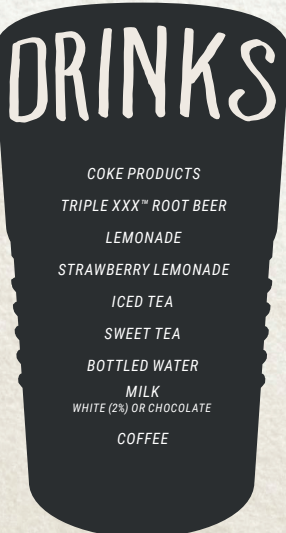 DRINKS
COKE PRODUCTS
TRIPLE XXX™ ROOT BEER
LEMONADE
STRAWBERRY LEMONADE
ICED TEA
SWEET TEA
BOTTLED WATER
MILK
WHITE (2%) OR CHOCOLATE
COFFEE